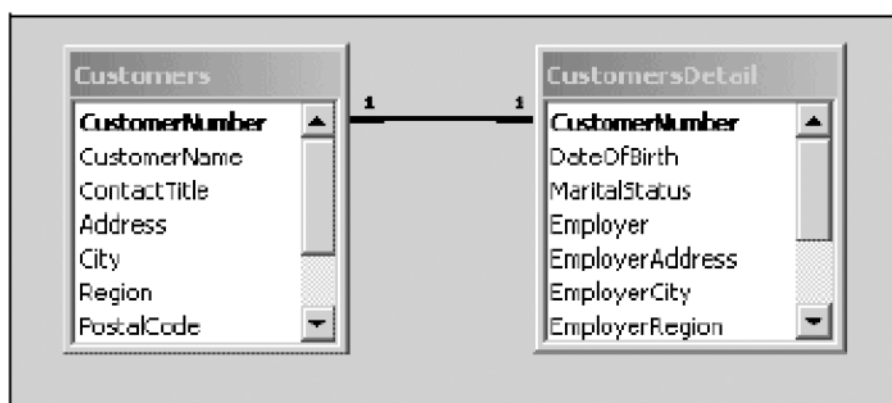 Customers
CustomerNumber
CustomerName
ContactTitle
Address
City
Region
PostalCode
1 1
CustomersDetail
CustomerNumber
DateOfBirth
MaritalStatus
Employer
EmployerAddress
EmployerCity
EmployerRegion